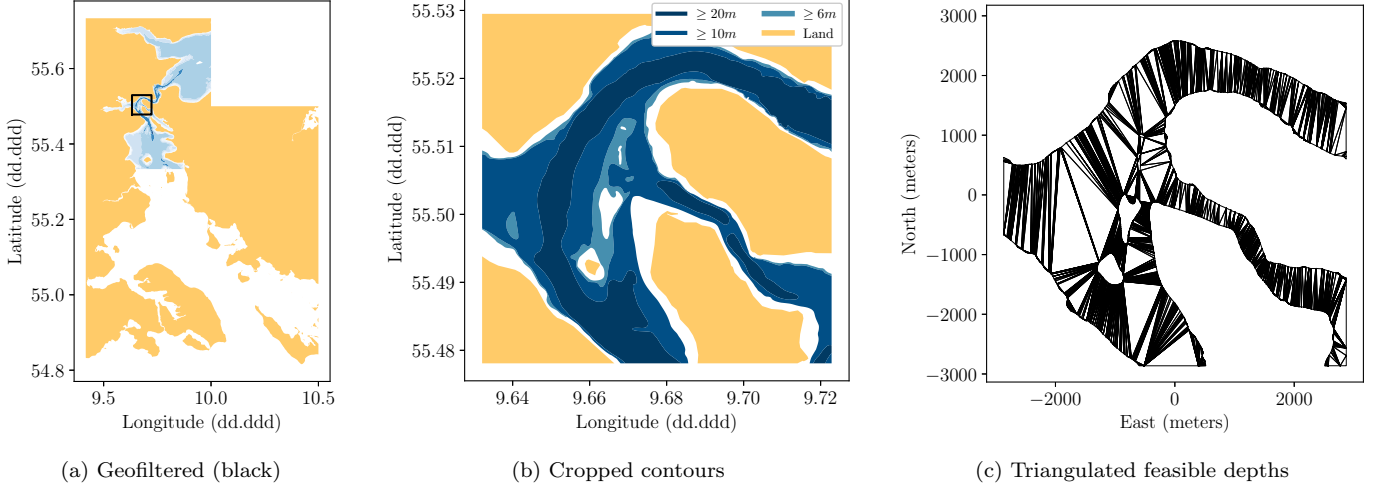 55.6
55.4
55.2
55.0
54.8
Latitude (dd.ddd)
9.5
10.0
10.5
Longitude (dd.ddd)
(a) Geofiltered (black)
≥ 20m
≥ 10m
≥ 6m
Land
55.53
55.52
55.51
55.50
55.49
55.48
Latitude (dd.ddd)
9.64
9.66
9.68
9.70
9.72
Longitude (dd.ddd)
(b) Cropped contours
3000
2000
1000
0
−1000
−2000
−3000
North (meters)
−2000
0
2000
East (meters)
(c) Triangulated feasible depths